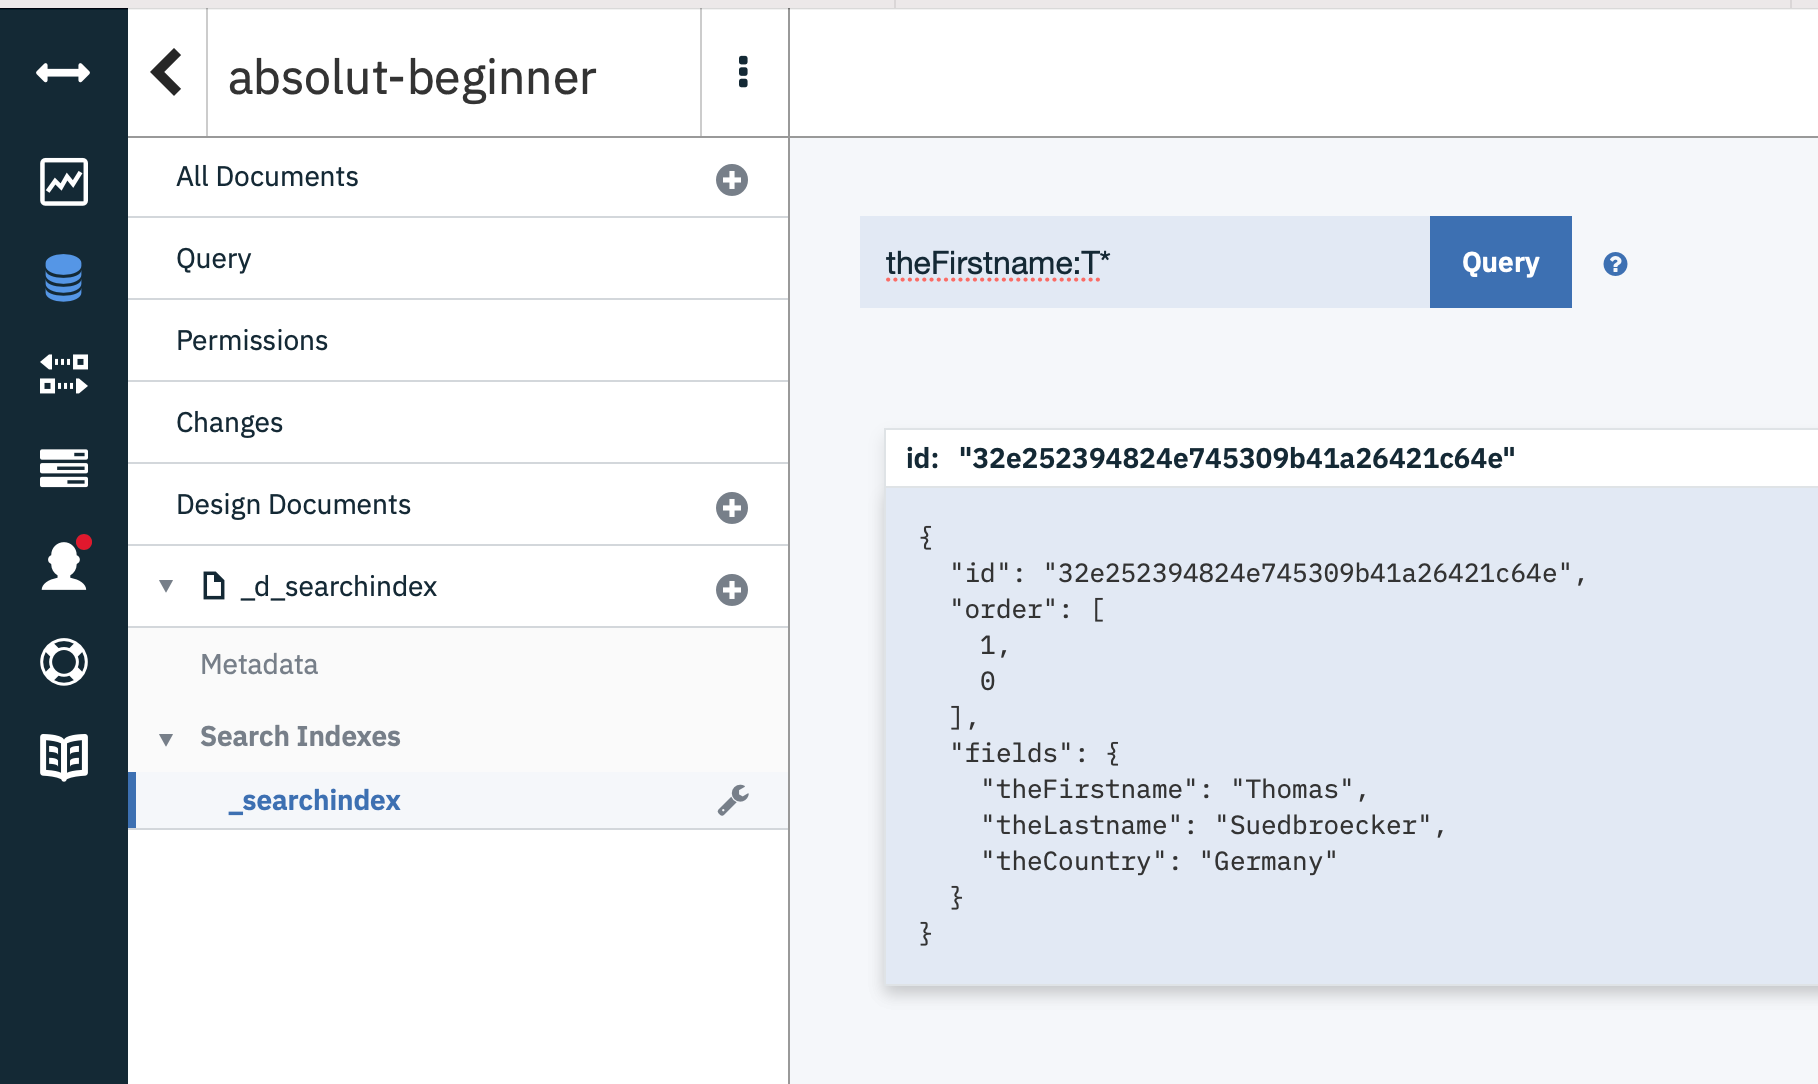 absolut-beginner
All Documents
Query
Permissions
Changes
Design Documents
_d_searchindex
Metadata
Search Indexes
_searchindex
theFirstname:T*
Query
?
id: "32e252394824e745309b41a26421c64e"
{
"id": "32e252394824e745309b41a26421c64e",
"order": [
1,
0
],
"fields": {
"theFirstname": "Thomas",
"theLastname": "Suedbroecker",
"theCountry": "Germany"
}
}